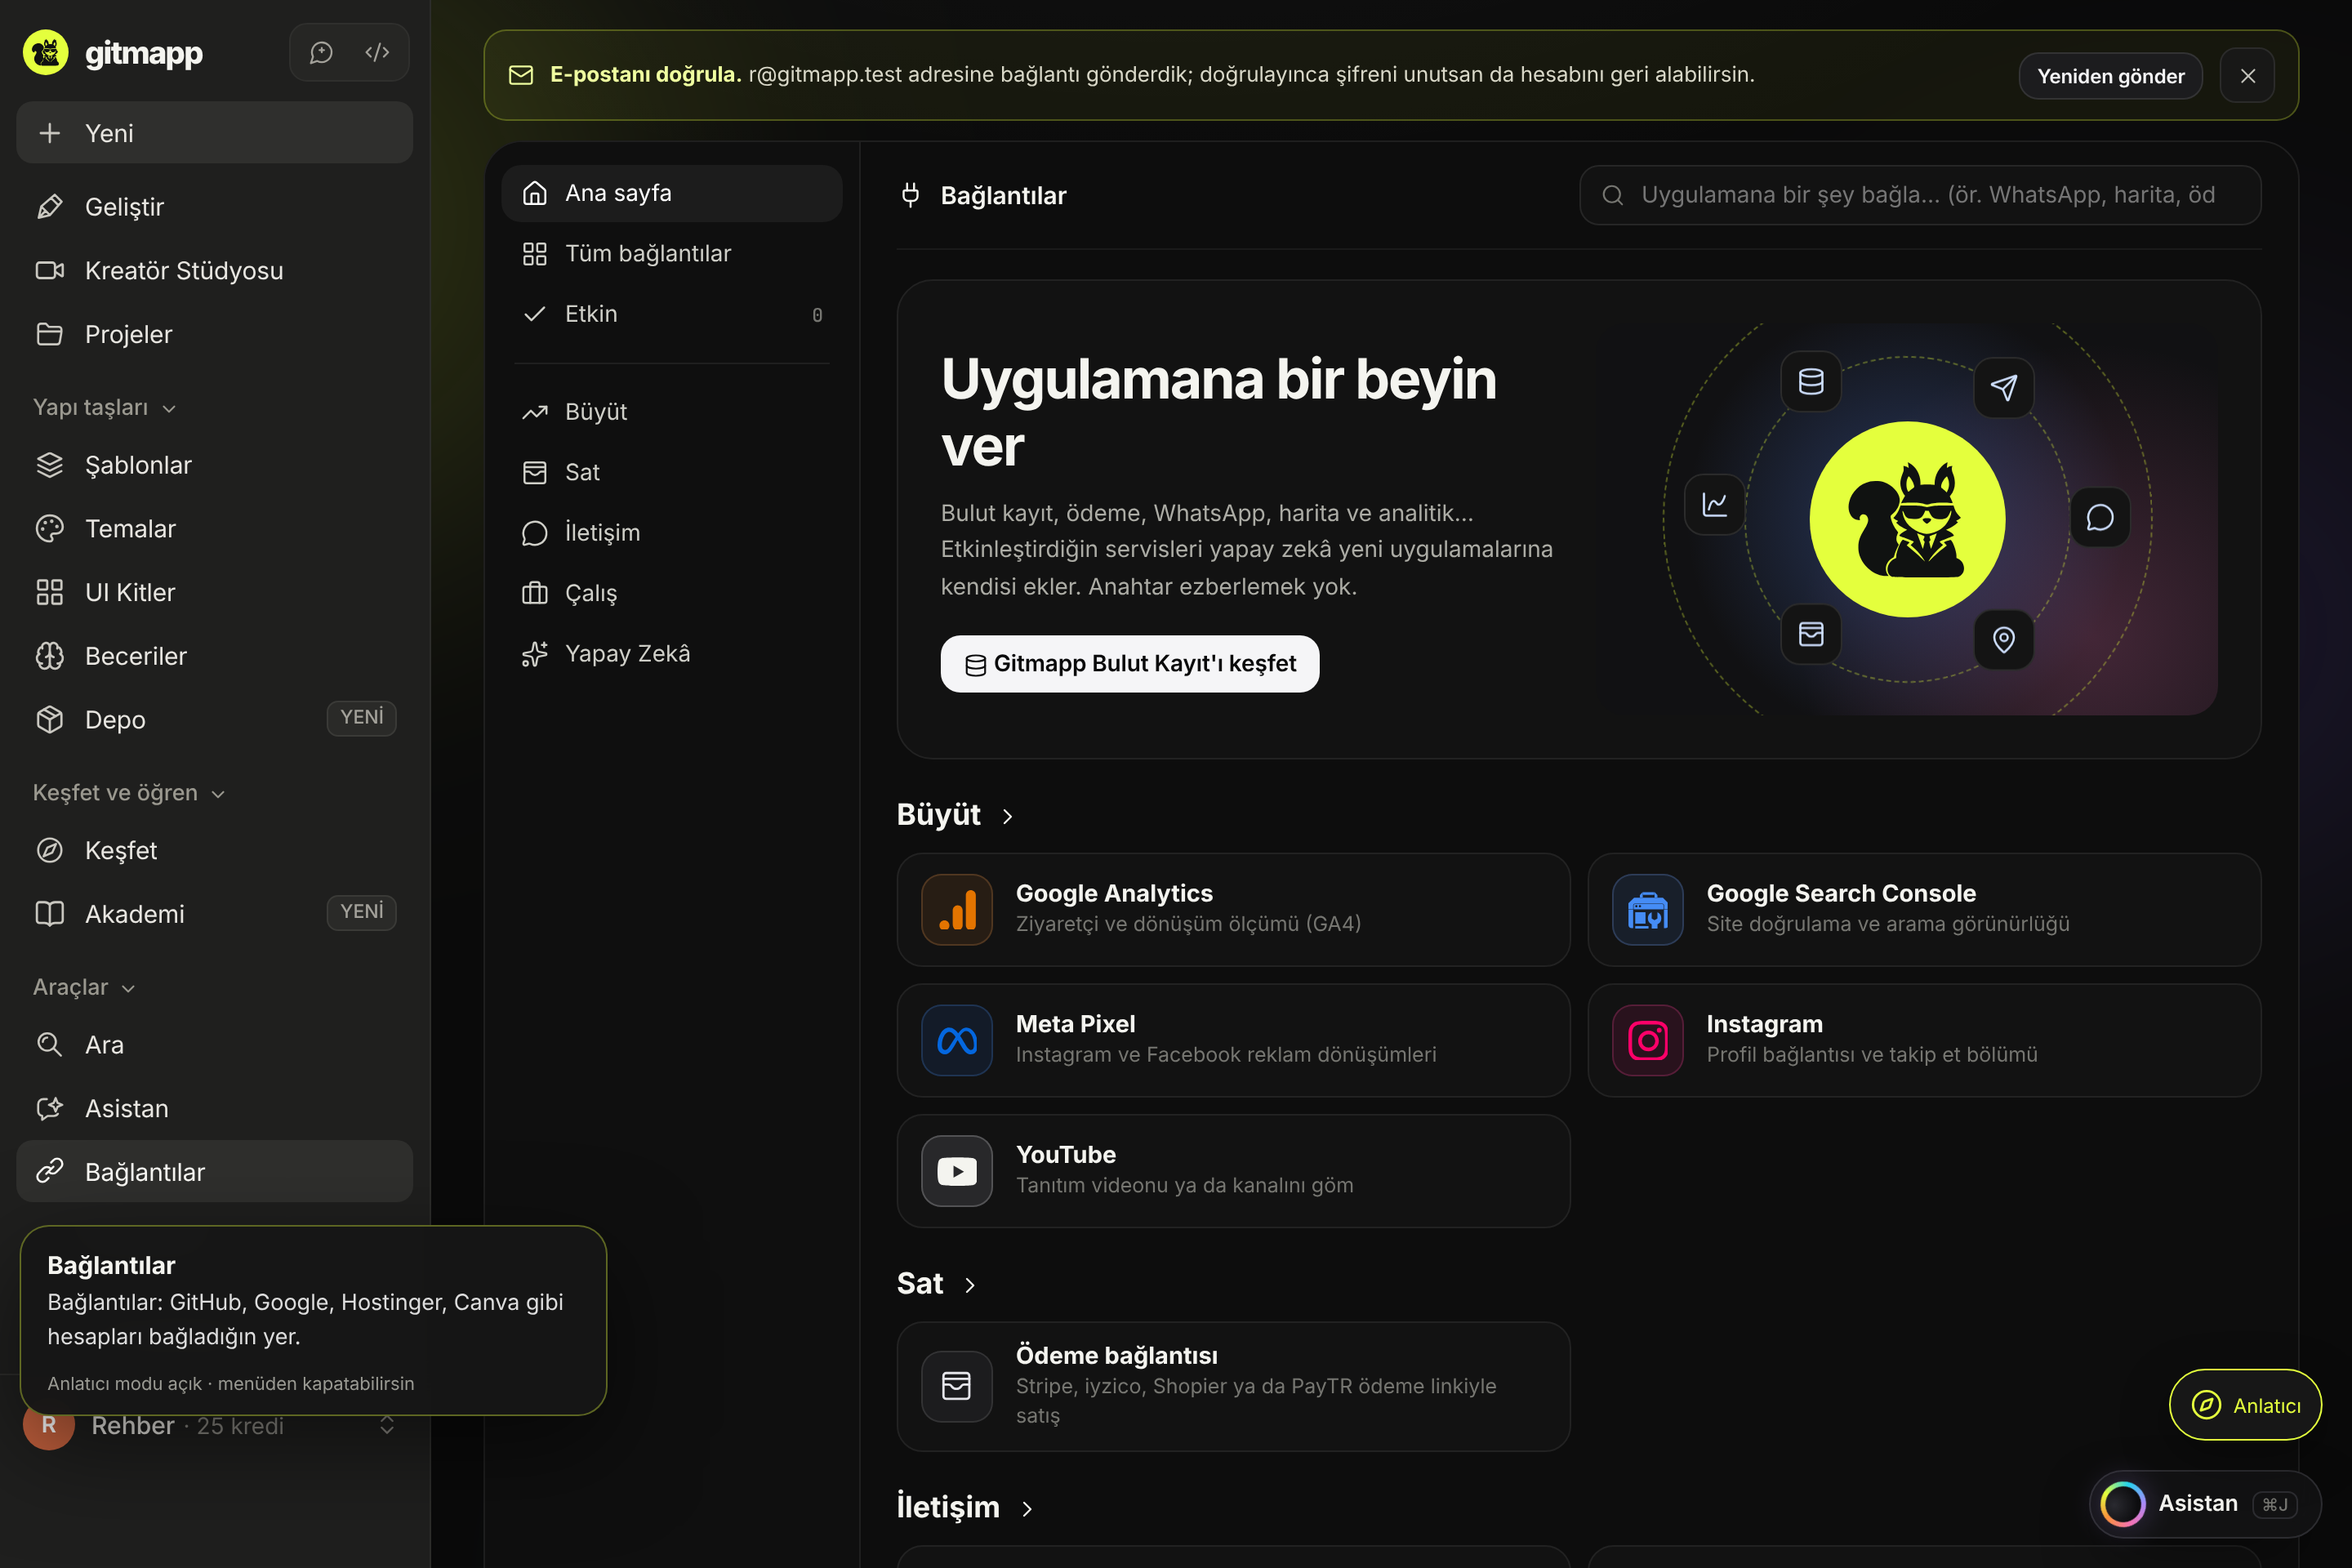 gitmapp
Yeni
Geliştir
Kreatör Stüdyosu
Projeler
Yapı taşları
Şablonlar
Temalar
UI Kitler
Beceriler
Depo YENİ
Keşfet ve öğren
Keşfet
Akademi YENİ
Araçlar
Ara
Asistan
Bağlantılar
Bağlantılar
Bağlantılar: GitHub, Google, Hostinger, Canva gibi
hesapları bağladığın yer.
Anlatıcı modu açık · menüden kapatabilirsin
R Rehber · 25 kredi
E-postanı doğrula. r@gitmapp.test adresine bağlantı gönderdik; doğrulayınca şifreni unutsan da hesabını geri alabilirsin.
Yeniden gönder
Ana sayfa
Tüm bağlantılar
Etkin 0
Büyüt
Sat
İletişim
Çalış
Yapay Zekâ
Bağlantılar
Uygulamana bir şey bağla... (ör. WhatsApp, harita, öd
Uygulamana bir beyin
ver
Bulut kayıt, ödeme, WhatsApp, harita ve analitik...
Etkinleştirdiğin servisleri yapay zekâ yeni uygulamalarına
kendisi ekler. Anahtar ezberlemek yok.
Gitmapp Bulut Kayıt'ı keşfet
Büyüt
Google Analytics
Ziyaretçi ve dönüşüm ölçümü (GA4)
Google Search Console
Site doğrulama ve arama görünürlüğü
Meta Pixel
Instagram ve Facebook reklam dönüşümleri
Instagram
Profil bağlantısı ve takip et bölümü
YouTube
Tanıtım videonu ya da kanalını göm
Sat
Ödeme bağlantısı
Stripe, iyzico, Shopier ya da PayTR ödeme linkiyle
satış
İletişim
Anlatıcı
Asistan ⌘J